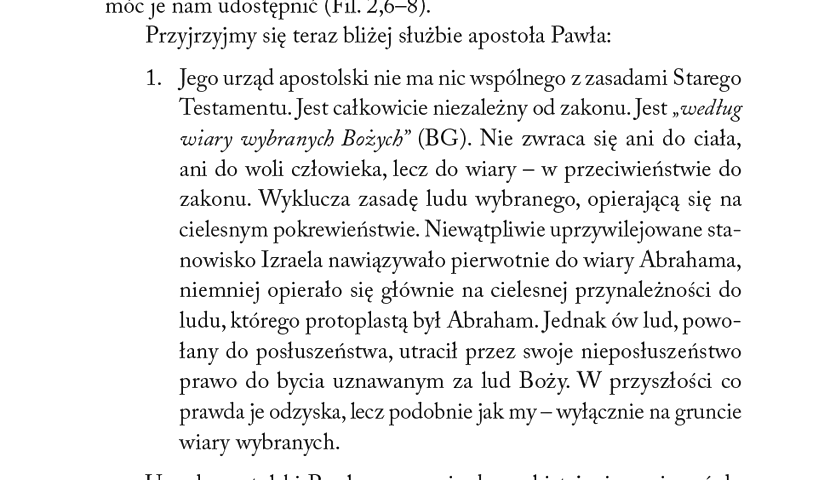 móc je nam udostępnić (Fil. 2,6–8).
Przyjrzyjmy się teraz bliżej służbie apostoła Pawła:
1. Jego urząd apostolski nie ma nic wspólnego z zasadami Starego
Testamentu. Jest całkowicie niezależny od zakonu. Jest „według
wiary wybranych Bożych” (BG). Nie zwraca się ani do ciała,
ani do woli człowieka, lecz do wiary – w przeciwieństwie do
zakonu. Wyklucza zasadę ludu wybranego, opierającą się na
cielesnym pokrewieństwie. Niewątpliwie uprzywilejowane sta-
nowisko Izraela nawiązywało pierwotnie do wiary Abrahama,
niemniej opierało się głównie na cielesnej przynależności do
ludu, którego protoplastą był Abraham. Jednak ów lud, powo-
łany do posłuszeństwa, utracił przez swoje nieposłuszeństwo
prawo do bycia uznawanym za lud Boży. W przyszłości co
prawda je odzyska, lecz podobnie jak my – wyłącznie na gruncie
wiary wybranych.